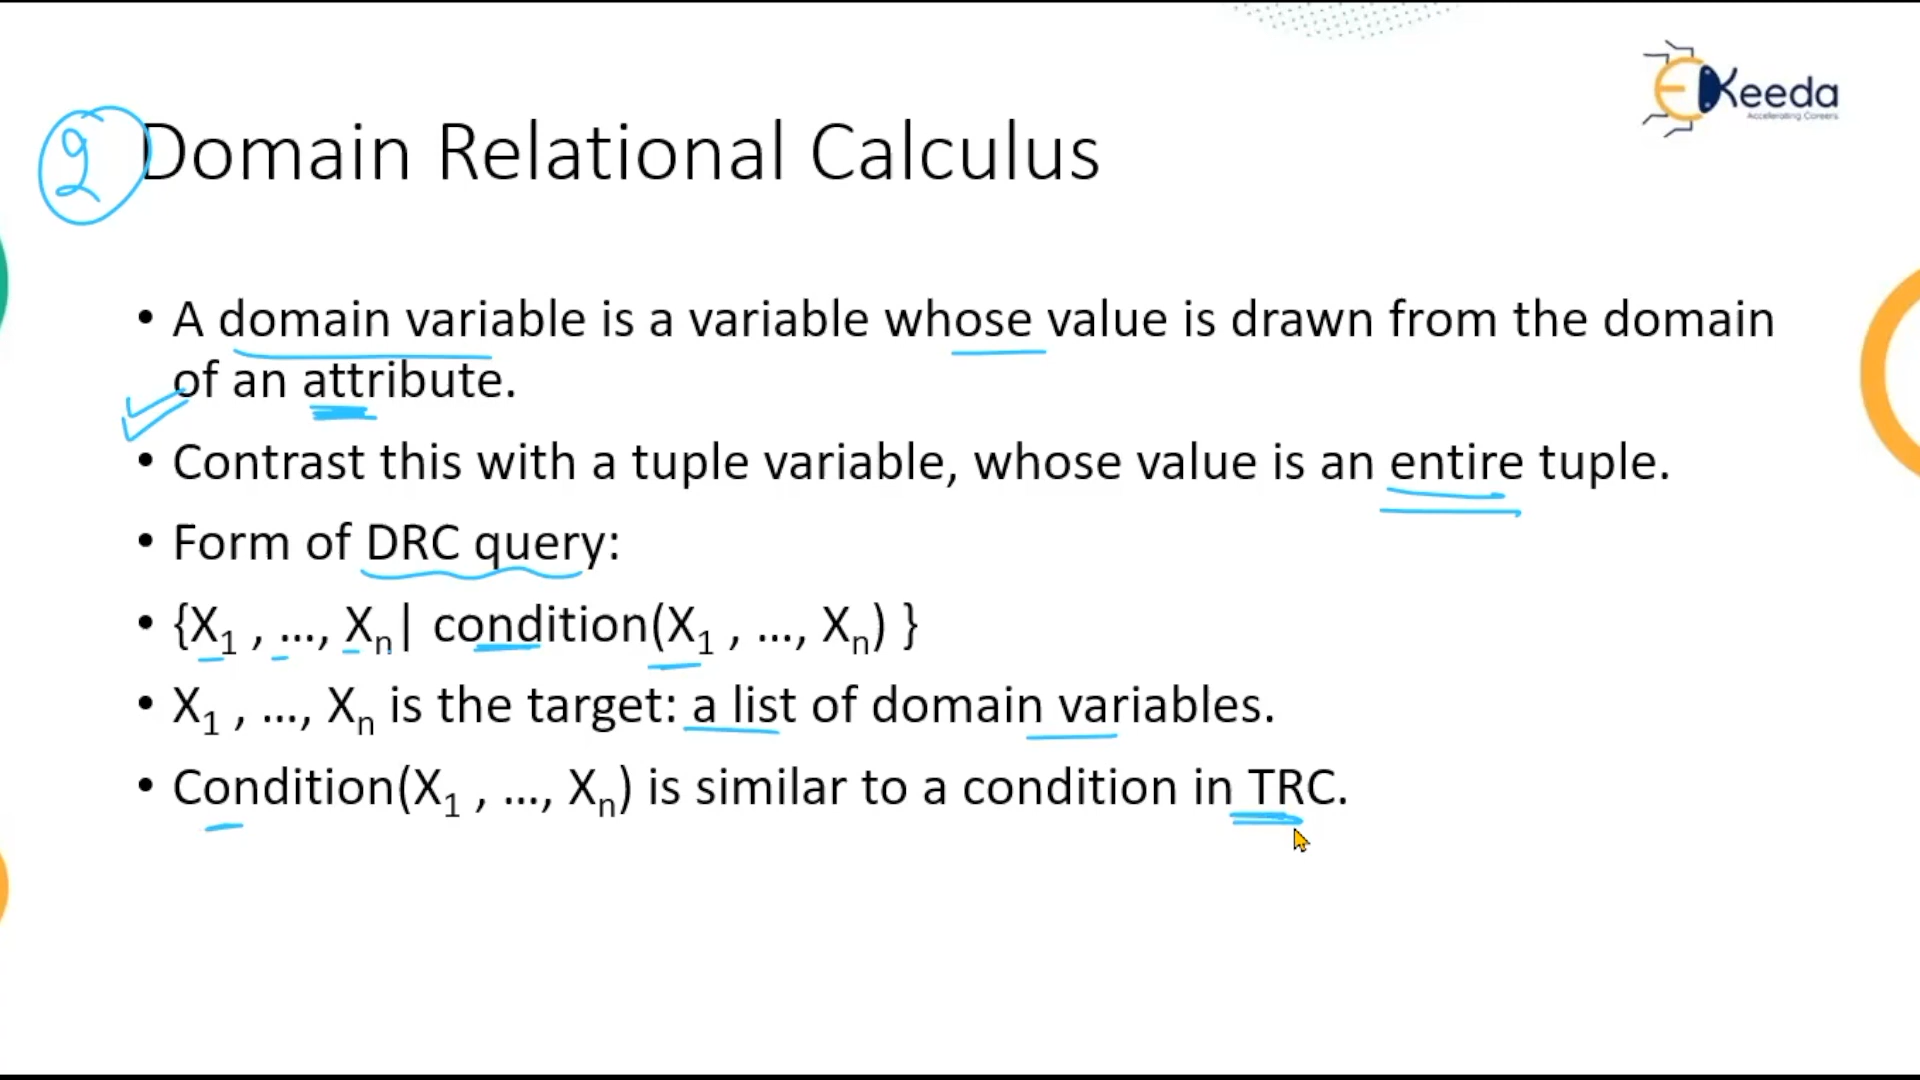 EKeeda
Accelerating Careers
2 Domain Relational Calculus
• A domain variable is a variable whose value is drawn from the domain
of an attribute.
• Contrast this with a tuple variable, whose value is an entire tuple.
• Form of DRC query:
• {X₁ , ..., Xₙ| condition(X₁ , ..., Xₙ) }
• X₁ , ..., Xₙ is the target: a list of domain variables.
• Condition(X₁ , ..., Xₙ) is similar to a condition in TRC.